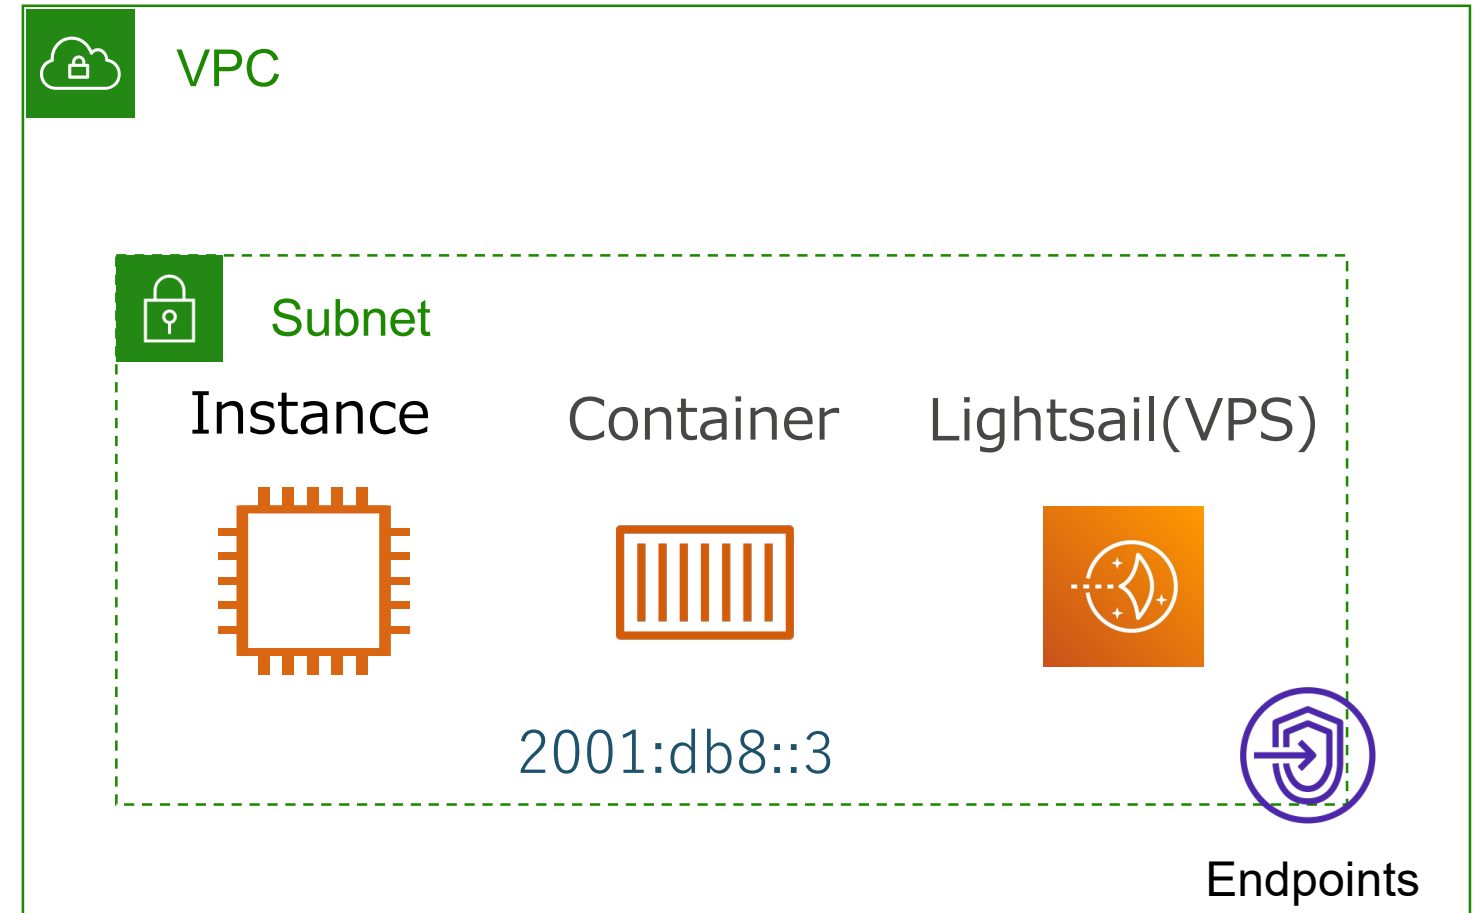 VPC
Subnet
Instance
Container
Lightsail(VPS)
2001:db8::3
Endpoints